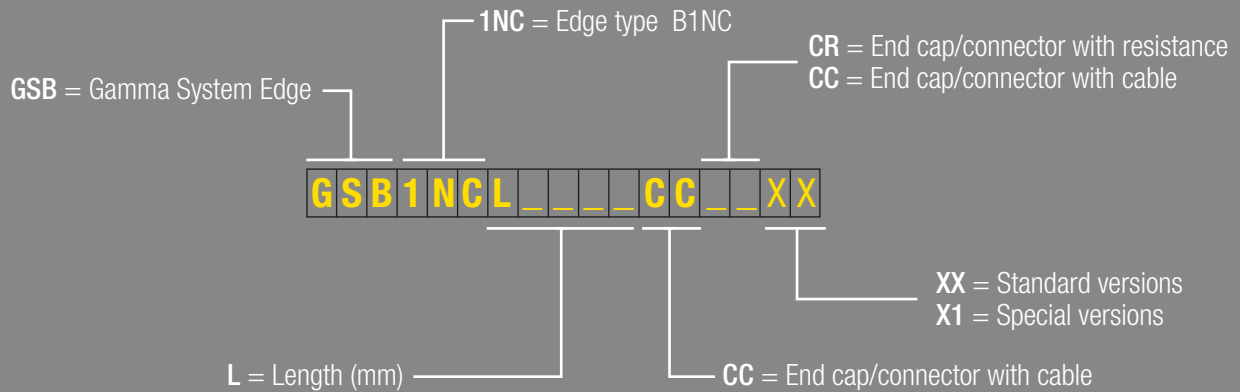 1NC = Edge type B1NC
CR = End cap/connector with resistance
CC = End cap/connector with cable
GSB = Gamma System Edge
GSB1NCL____CC__XX
XX = Standard versions
X1 = Special versions
L = Length (mm)
CC = End cap/connector with cable